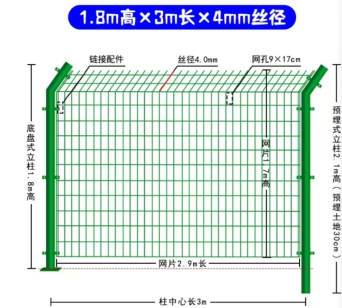 1.8m高×3m长×4mm丝径
链接配件
丝径4.0mm
网孔9×17cm
底盘式立柱1.8m高
网片1.7m高
预埋式立柱2.1m高（预埋土地30cm）
网片2.9m长
柱中心长3m